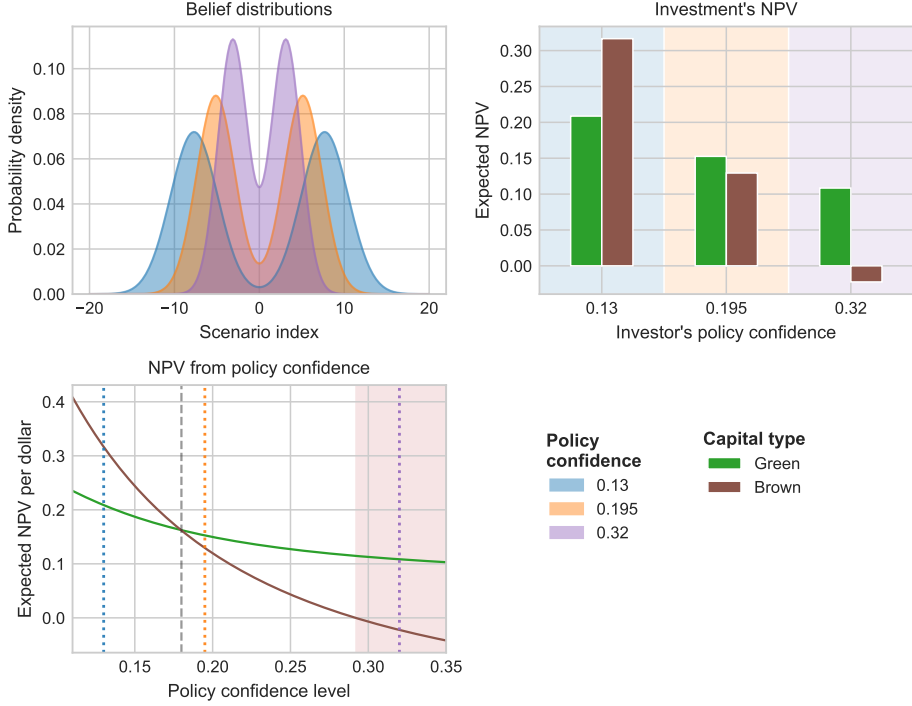 Belief distributions
Probability density
0.10
0.08
0.06
0.04
0.02
0.00
−20
−10
0
10
20
Scenario index
Investment's NPV
Expected NPV
0.30
0.25
0.20
0.15
0.10
0.05
0.00
0.13
0.195
0.32
Investor's policy confidence
NPV from policy confidence
Expected NPV per dollar
0.4
0.3
0.2
0.1
0.0
0.15
0.20
0.25
0.30
0.35
Policy confidence level
Policy
confidence
0.13
0.195
0.32
Capital type
Green
Brown